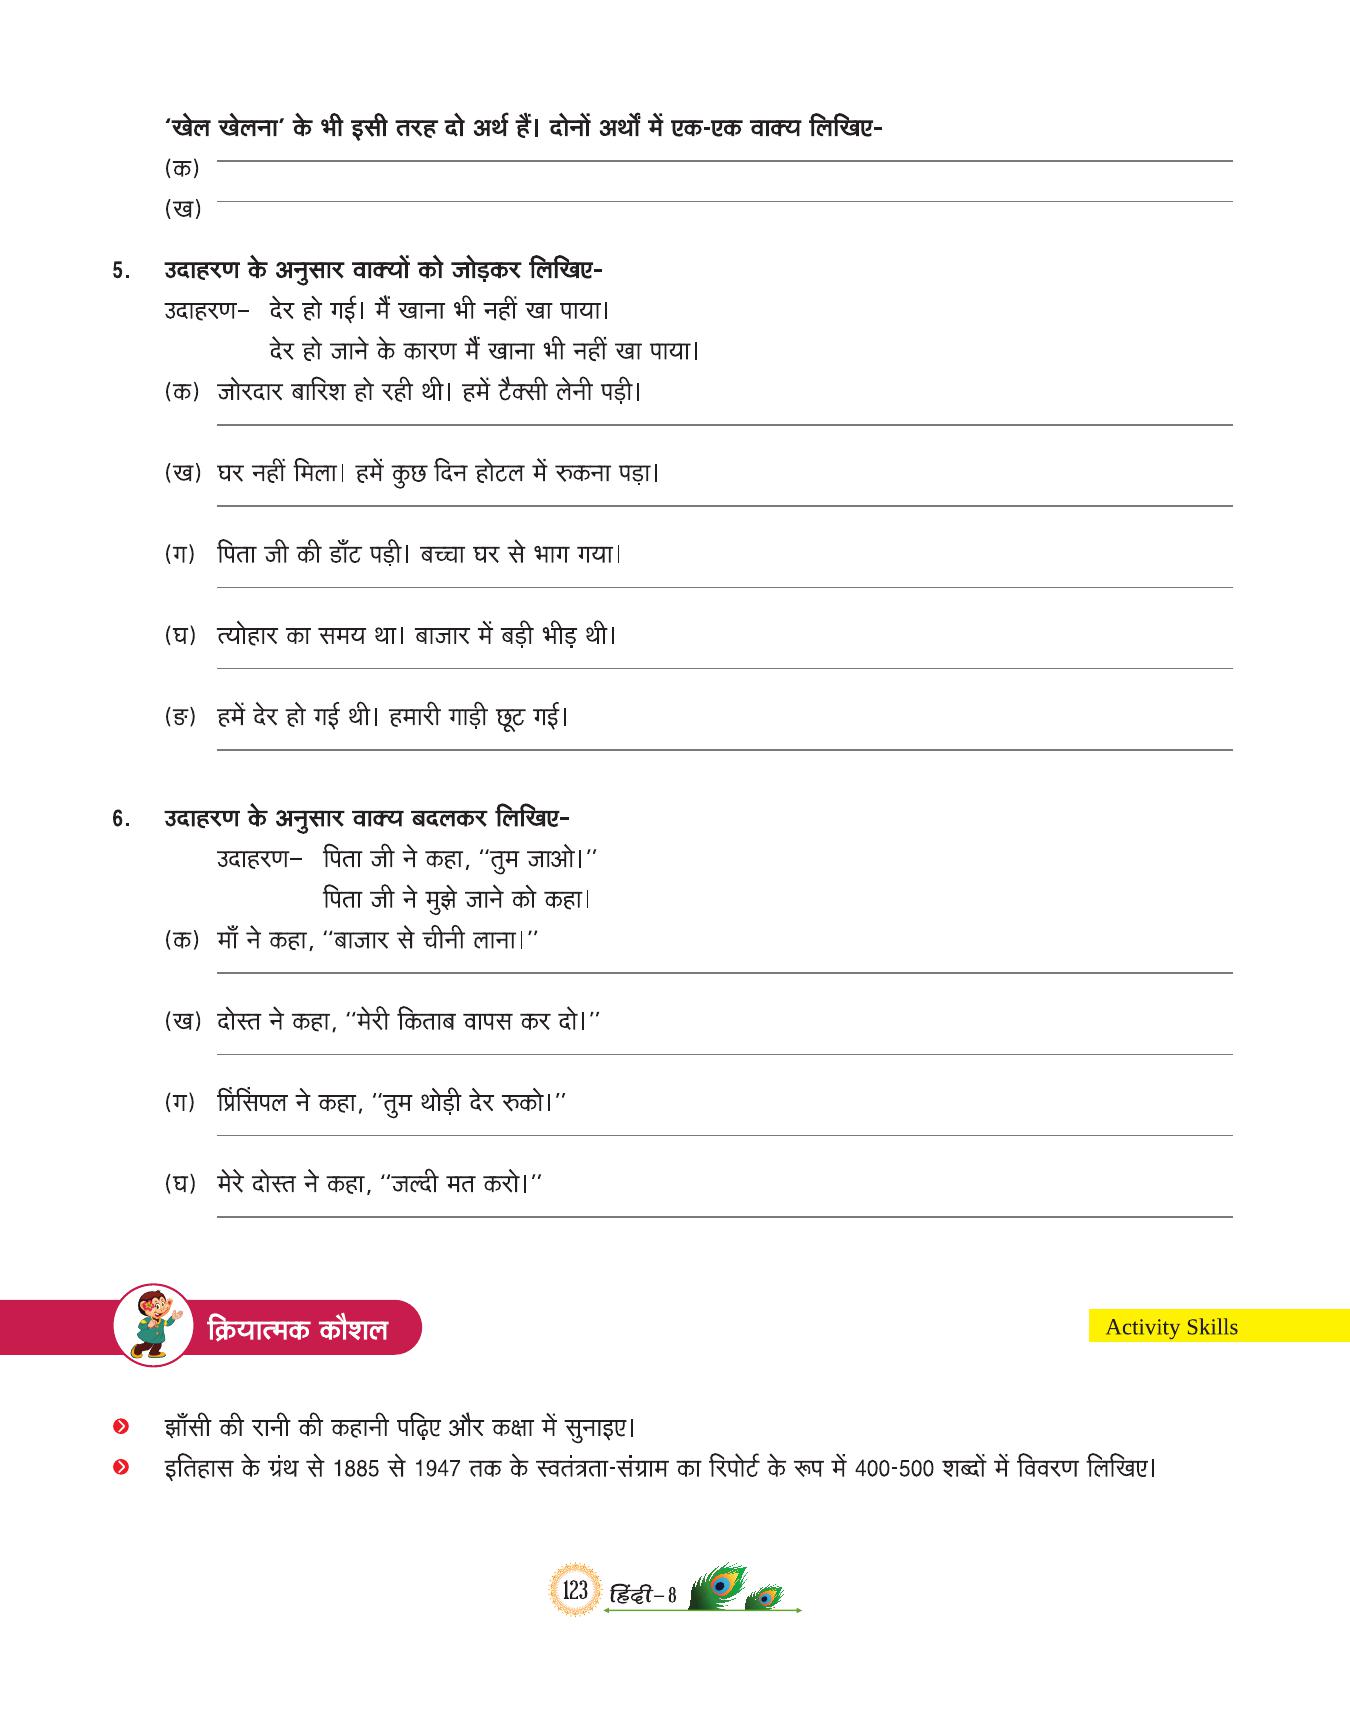 ‘खेल खेलना’ के भी इसी तरह दो अर्थ हैं। दोनों अर्थों में एक-एक वाक्य लिखिए-
(क)
(ख)
5. उदाहरण के अनुसार वाक्यों को जोड़कर लिखिए-
उदाहरण– देर हो गई। मैं खाना भी नहीं खा पाया।
देर हो जाने के कारण मैं खाना भी नहीं खा पाया।
(क) जोरदार बारिश हो रही थी। हमें टैक्सी लेनी पड़ी।
(ख) घर नहीं मिला। हमें कुछ दिन होटल में रुकना पड़ा।
(ग) पिता जी की डाँट पड़ी। बच्चा घर से भाग गया।
(घ) त्योहार का समय था। बाजार में बड़ी भीड़ थी।
(ङ) हमें देर हो गई थी। हमारी गाड़ी छूट गई।
6. उदाहरण के अनुसार वाक्य बदलकर लिखिए-
उदाहरण– पिता जी ने कहा, ‘‘तुम जाओ।’’
पिता जी ने मुझे जाने को कहा।
(क) माँ ने कहा, ‘‘बाजार से चीनी लाना।’’
(ख) दोस्त ने कहा, ‘‘मेरी किताब वापस कर दो।’’
(ग) प्रिंसिंपल ने कहा, ‘‘तुम थोड़ी देर रुको।’’
(घ) मेरे दोस्त ने कहा, ‘‘जल्दी मत करो।’’
क्रियात्मक कौशल
Activity Skills
झाँसी की रानी की कहानी पढ़िए और कक्षा में सुनाइए।
इतिहास के ग्रंथ से 1885 से 1947 तक के स्वतंत्रता-संग्राम का रिपोर्ट के रूप में 400-500 शब्दों में विवरण लिखिए।
123 हिंदी–8